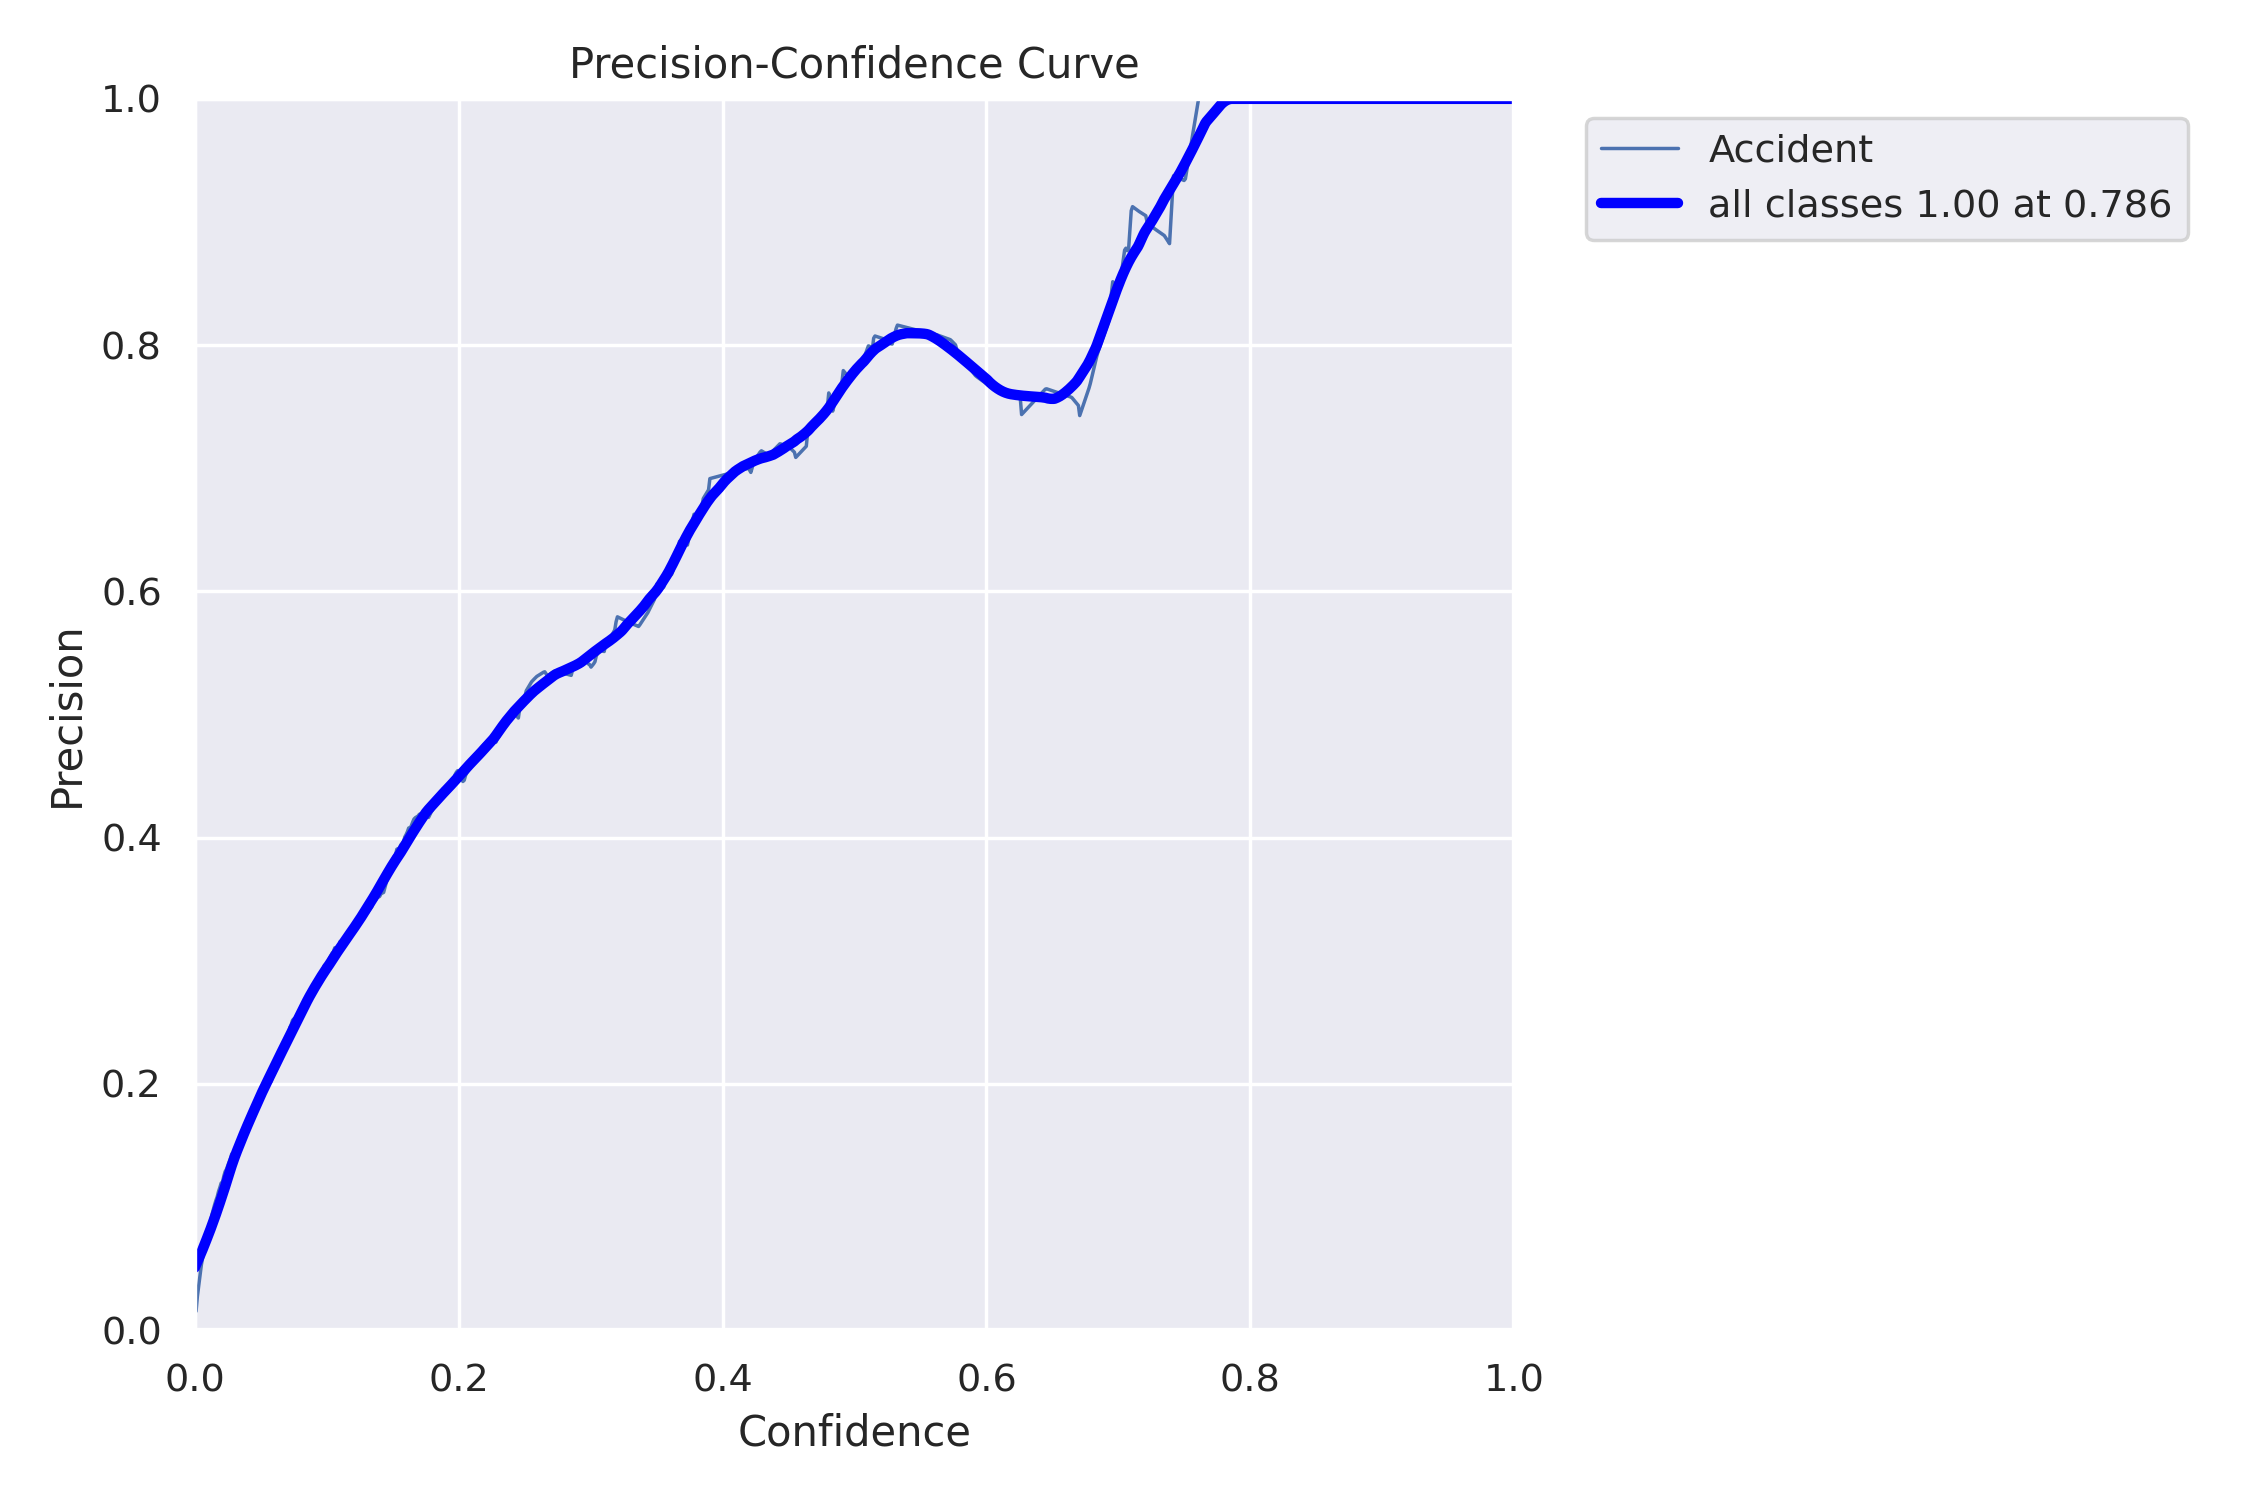 Precision-Confidence Curve
1.0
0.8
0.6
0.4
0.2
0.0
Precision
0.0 0.2 0.4 0.6 0.8 1.0
Confidence
Accident
all classes 1.00 at 0.786